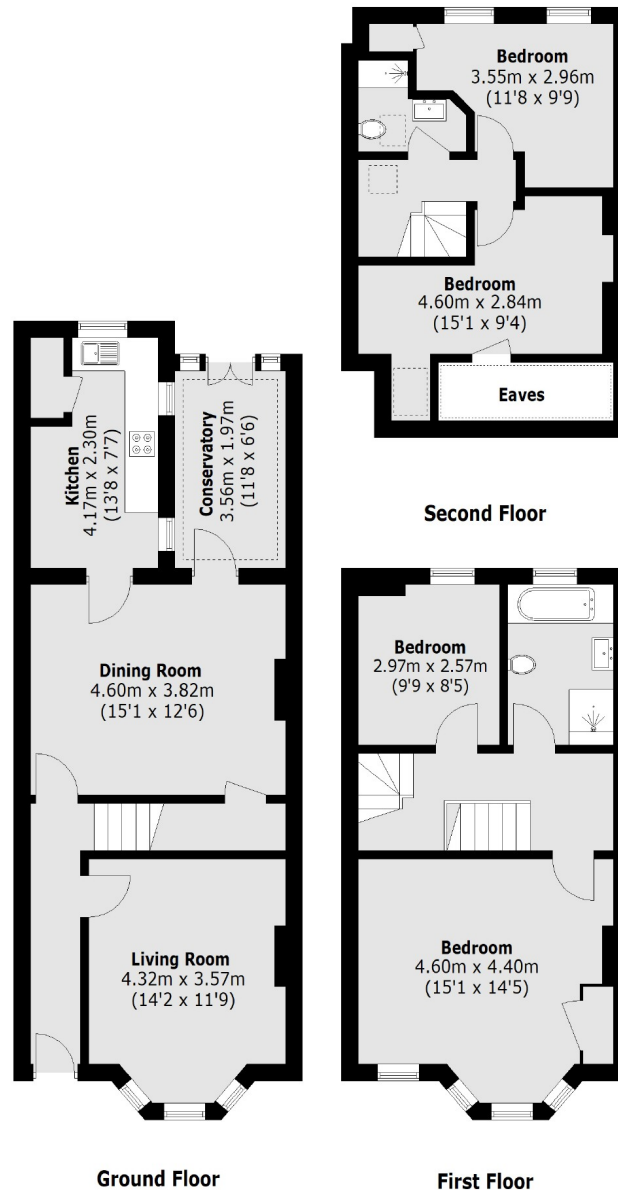 Bedroom
3.55m x 2.96m
(11'8 x 9'9)
Bedroom
4.60m x 2.84m
(15'1 x 9'4)
Eaves
Second Floor
Kitchen
4.17m x 2.30m
(13'8 x 7'7)
Conservatory
3.56m x 1.97m
(11'8 x 6'6)
Dining Room
4.60m x 3.82m
(15'1 x 12'6)
Living Room
4.32m x 3.57m
(14'2 x 11'9)
Ground Floor
Bedroom
2.97m x 2.57m
(9'9 x 8'5)
Bedroom
4.60m x 4.40m
(15'1 x 14'5)
First Floor